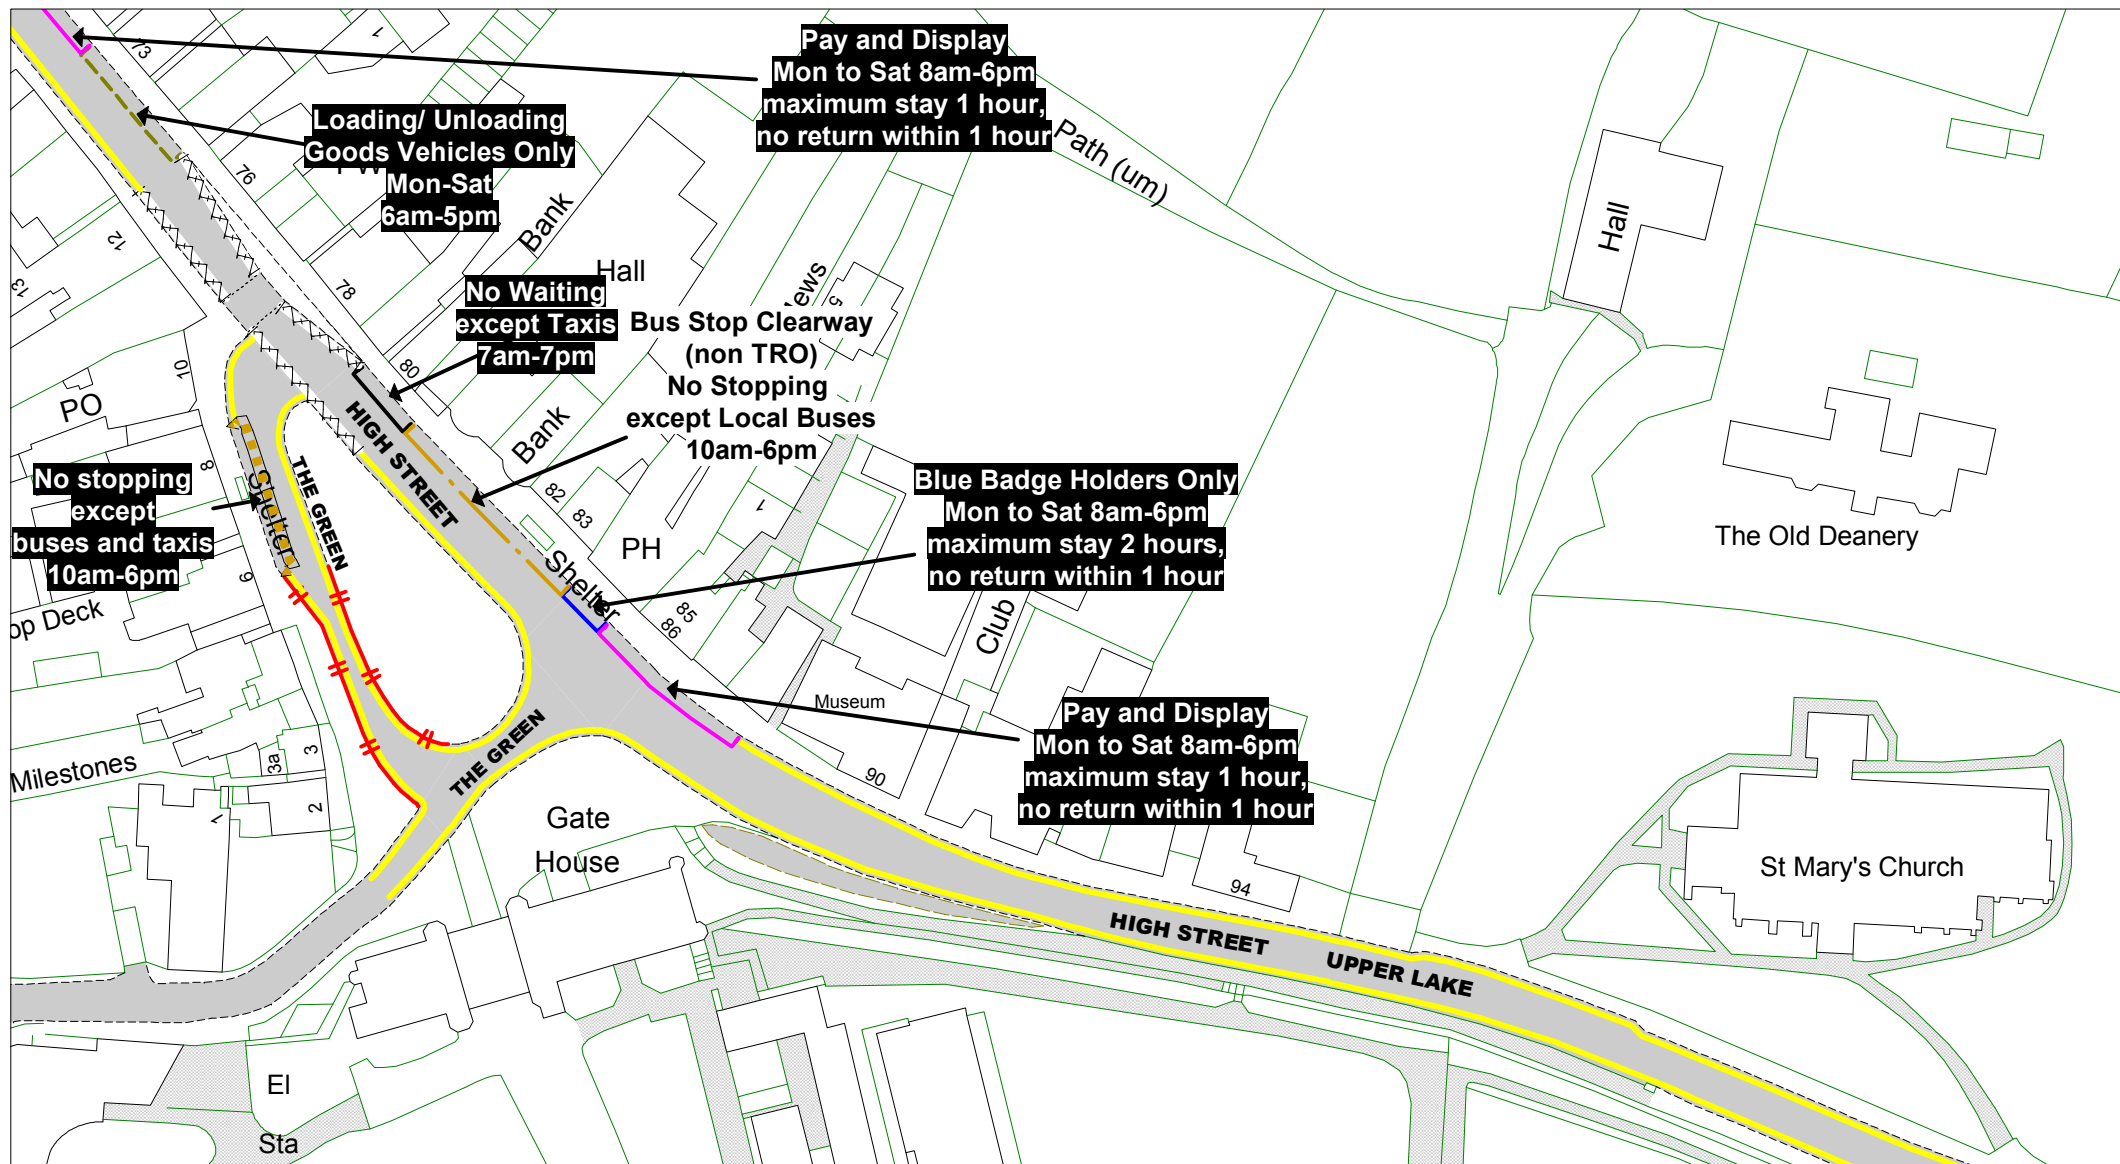 73
1
Pay and Display
Mon to Sat 8am-6pm
maximum stay 1 hour,
no return within 1 hour
Loading/ Unloading
Goods Vehicles Only
Mon-Sat
6am-5pm
Path (um)
76
12
13
78
Bank
Hall
Hall
No Waiting
except Taxis
7am-7pm
5
Bus Stop Clearway
(non TRO)
No Stopping
except Local Buses
10am-6pm
10
80
PO
HIGH STREET
Bank
8
THE GREEN
Shelter
No stopping
except
buses and taxis
10am-6pm
82
83
1
PH
Blue Badge Holders Only
Mon to Sat 8am-6pm
maximum stay 2 hours,
no return within 1 hour
The Old Deanery
Shelter
6
85
86
Club
op Deck
Museum
Pay and Display
Mon to Sat 8am-6pm
maximum stay 1 hour,
no return within 1 hour
THE GREEN
Milestones
3a
3
2
1
90
Gate
House
94
St Mary's Church
HIGH STREET
UPPER LAKE
El
Sta